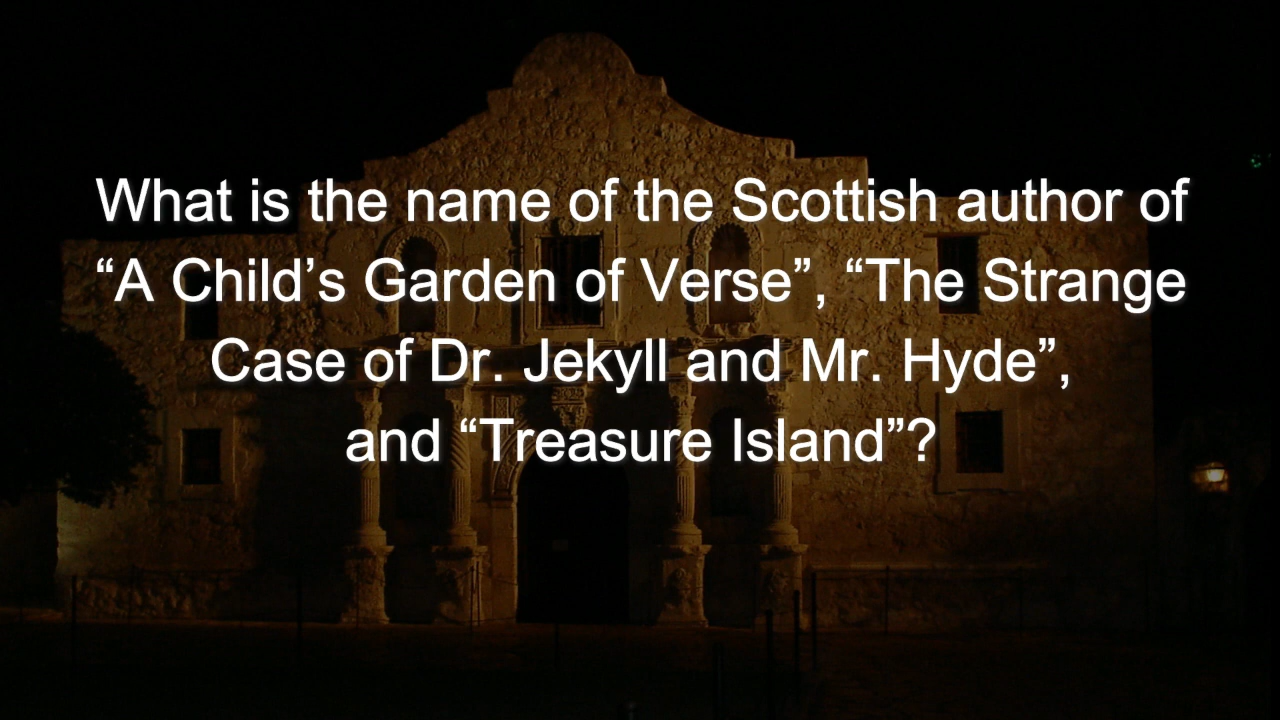 What is the name of the Scottish author of
“A Child’s Garden of Verse”, “The Strange
Case of Dr. Jekyll and Mr. Hyde”,
and “Treasure Island”?